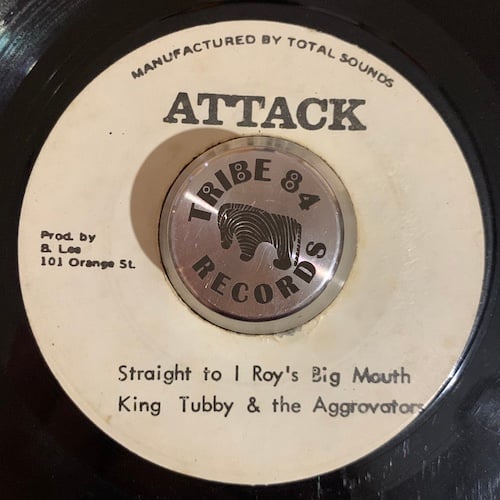 MANUFACTURED BY TOTAL SOUNDS
ATTACK
TRIBE 84
RECORDS
Prod. by
B. Lee
101 Orange St.
Straight to I Roy's Big Mouth
King Tubby & the Aggrovators